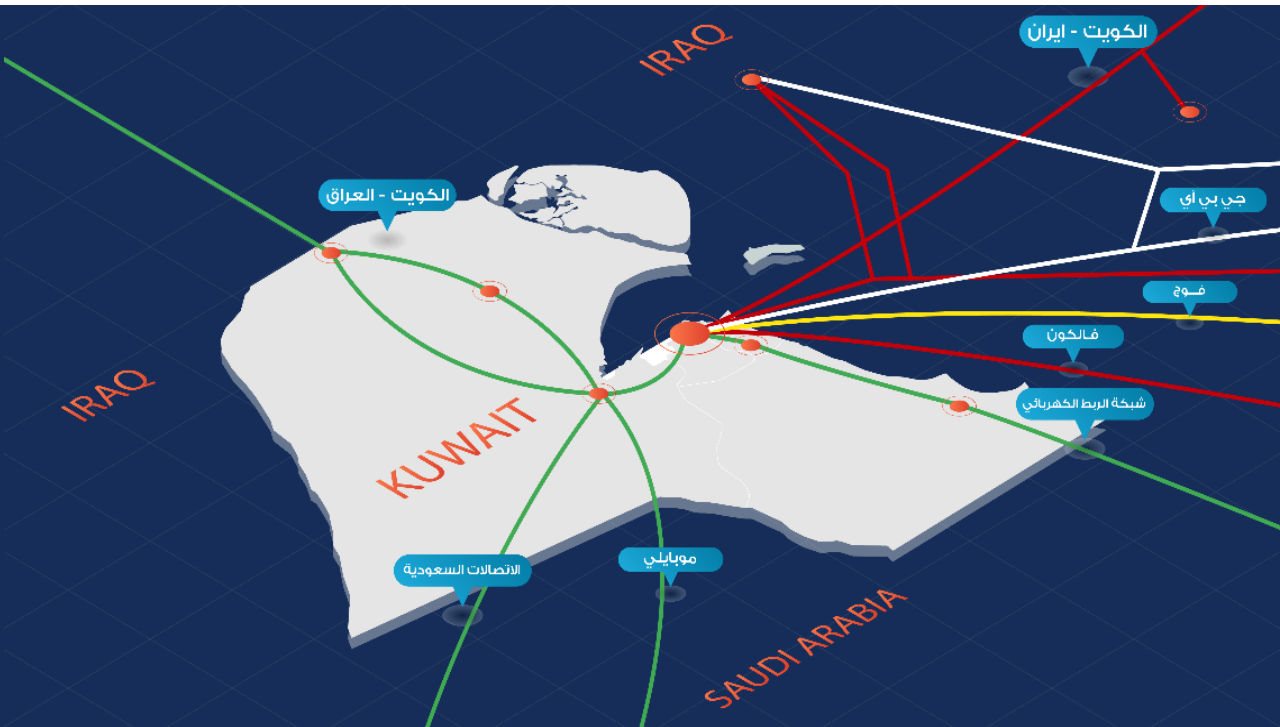 IRAQ
الكويت - ايران
الكويت - العراق
جي بي أي
فـوج
فـالكون
IRAQ
شبكة الربط الكهربائي
KUWAIT
موبايلي
الاتصالات السعودية
SAUDI ARABIA